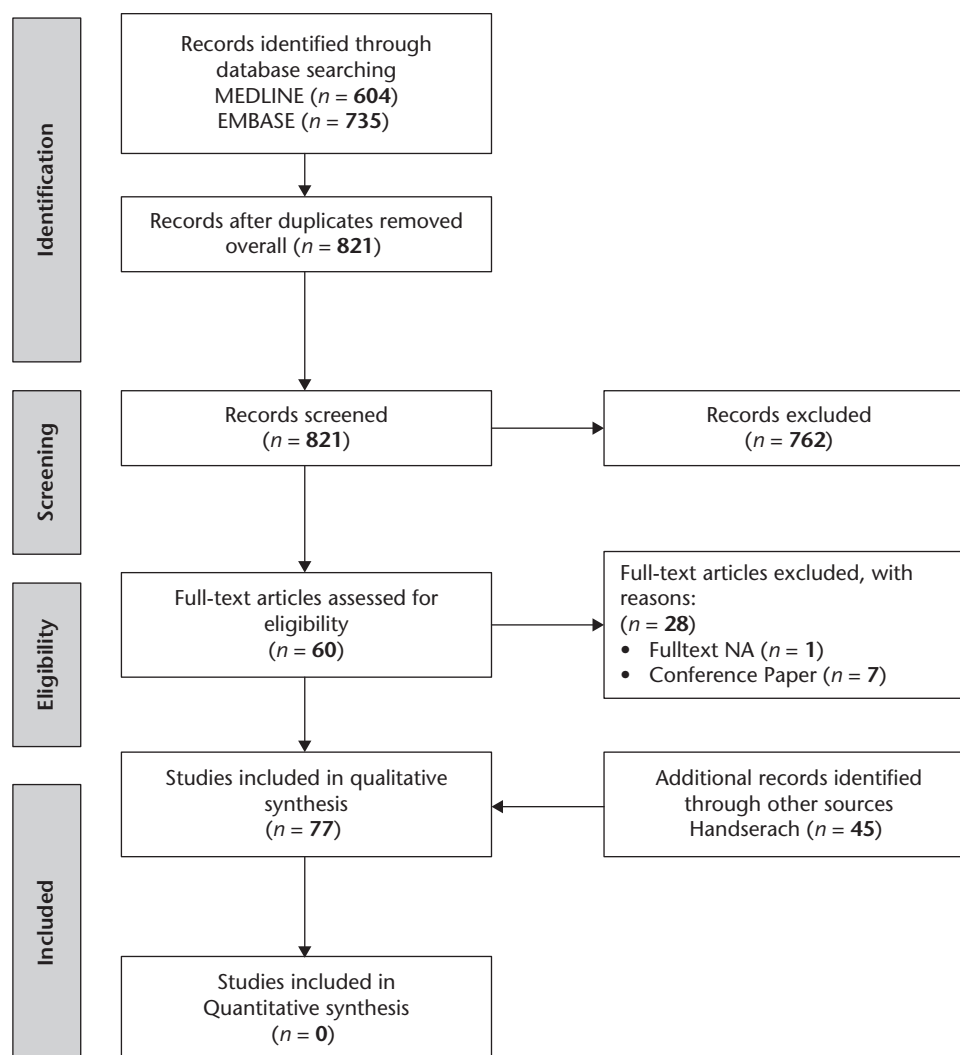 Identification
Records identified through
database searching
MEDLINE (n = 604)
EMBASE (n = 735)
Records after duplicates removed
overall (n = 821)
Screening
Records screened
(n = 821)
Records excluded
(n = 762)
Eligibility
Full-text articles assessed for
eligibility
(n = 60)
Full-text articles excluded, with
reasons:
(n = 28)
• Fulltext NA (n = 1)
• Conference Paper (n = 7)
Included
Studies included in qualitative
synthesis
(n = 77)
Additional records identified
through other sources
Handserach (n = 45)
Studies included in
Quantitative synthesis
(n = 0)